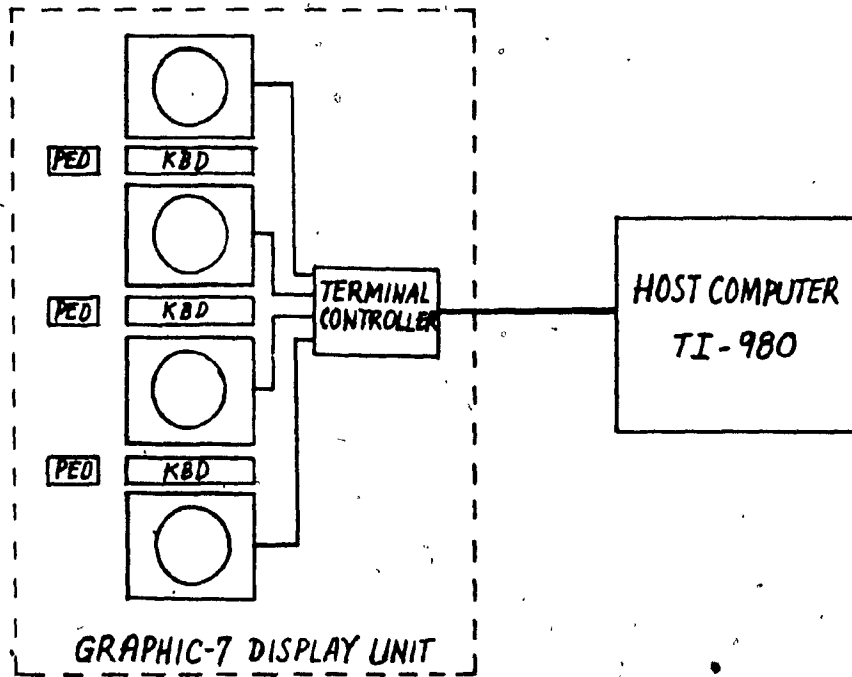 PED KBD
TERMINAL
CONTROLLER
PED KBD
HOST COMPUTER
TI-980
PED KBD
GRAPHIC-7 DISPLAY UNIT